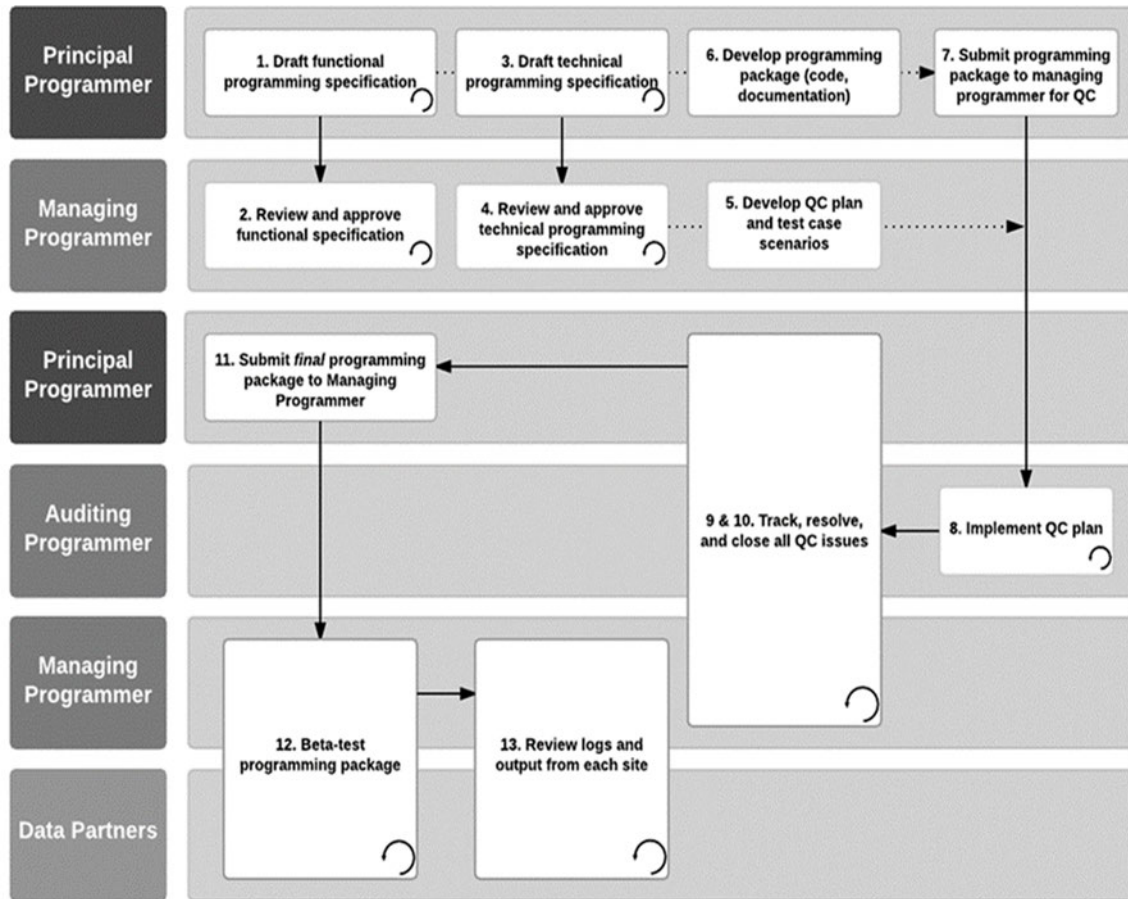 Principal
Programmer
1. Draft functional
programming specification
3. Draft technical
programming specification
6. Develop programming
package (code,
documentation)
7. Submit programming
package to managing
programmer for QC
Managing
Programmer
2. Review and approve
functional specification
4. Review and approve
technical programming
specification
5. Develop QC plan
and test case
scenarios
Principal
Programmer
11. Submit final programming
package to Managing
Programmer
Auditing
Programmer
9 & 10. Track, resolve,
and close all QC issues
8. Implement QC plan
Managing
Programmer
12. Beta-test
programming package
13. Review logs and
output from each site
Data Partners